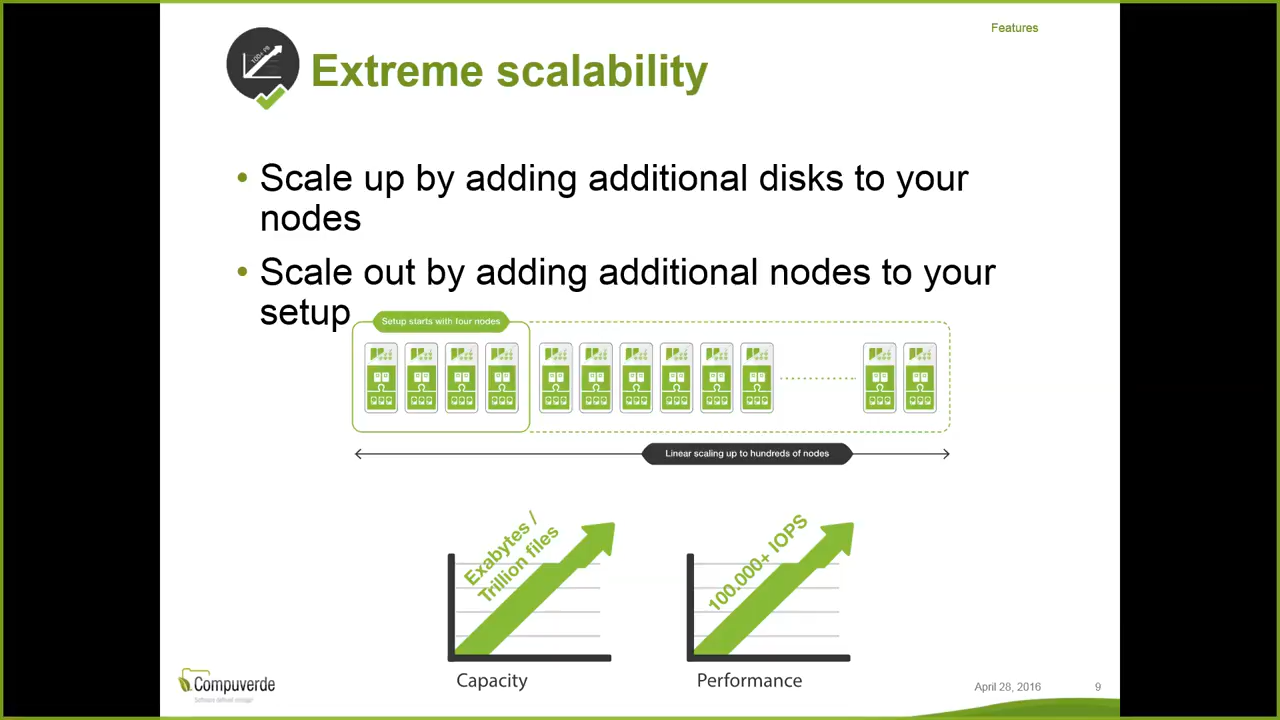 Features
100+ PB
Extreme scalability
• Scale up by adding additional disks to your
nodes
• Scale out by adding additional nodes to your
setup
Setup starts with four nodes
Linear scaling up to hundreds of nodes
Exabytes /
Trillion files
100.000+ IOPS
Capacity
Performance
Compuverde
Software defined storage
April 28, 2016
9